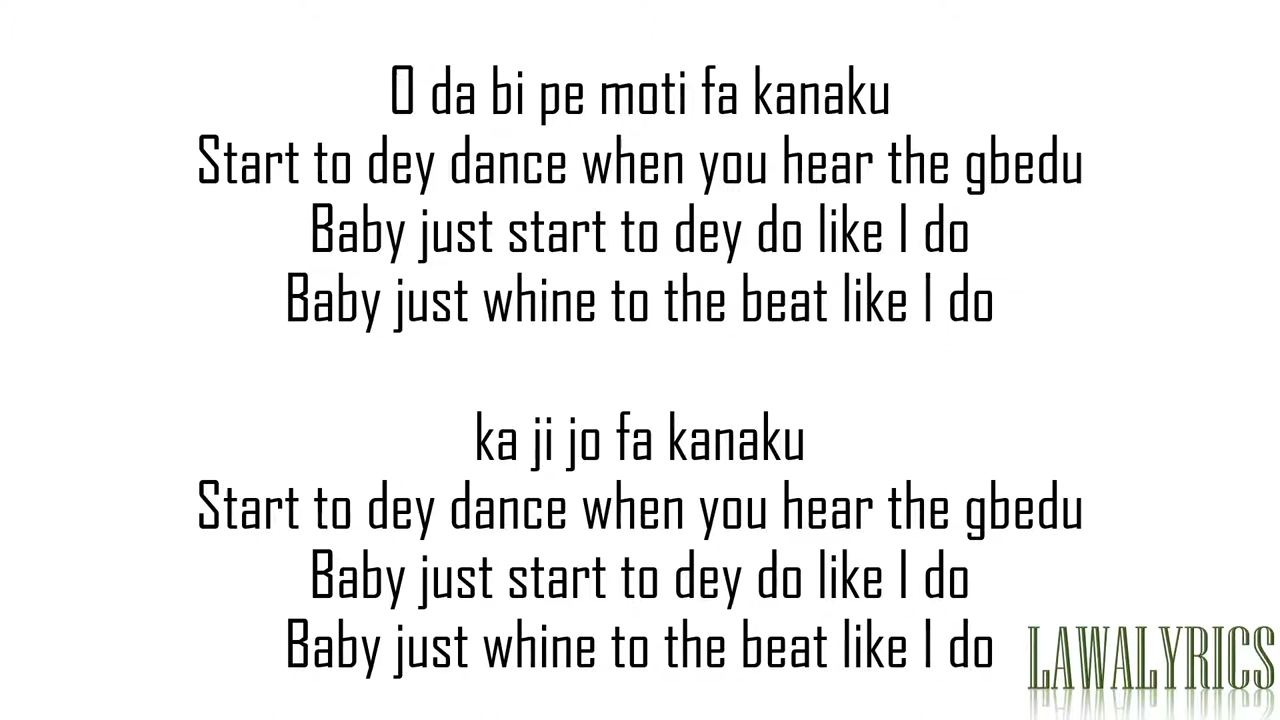 O da bi pe moti fa kanaku
Start to dey dance when you hear the gbedu
Baby just start to dey do like I do
Baby just whine to the beat like I do
ka ji jo fa kanaku
Start to dey dance when you hear the gbedu
Baby just start to dey do like I do
Baby just whine to the beat like I do
LAWALYRICS